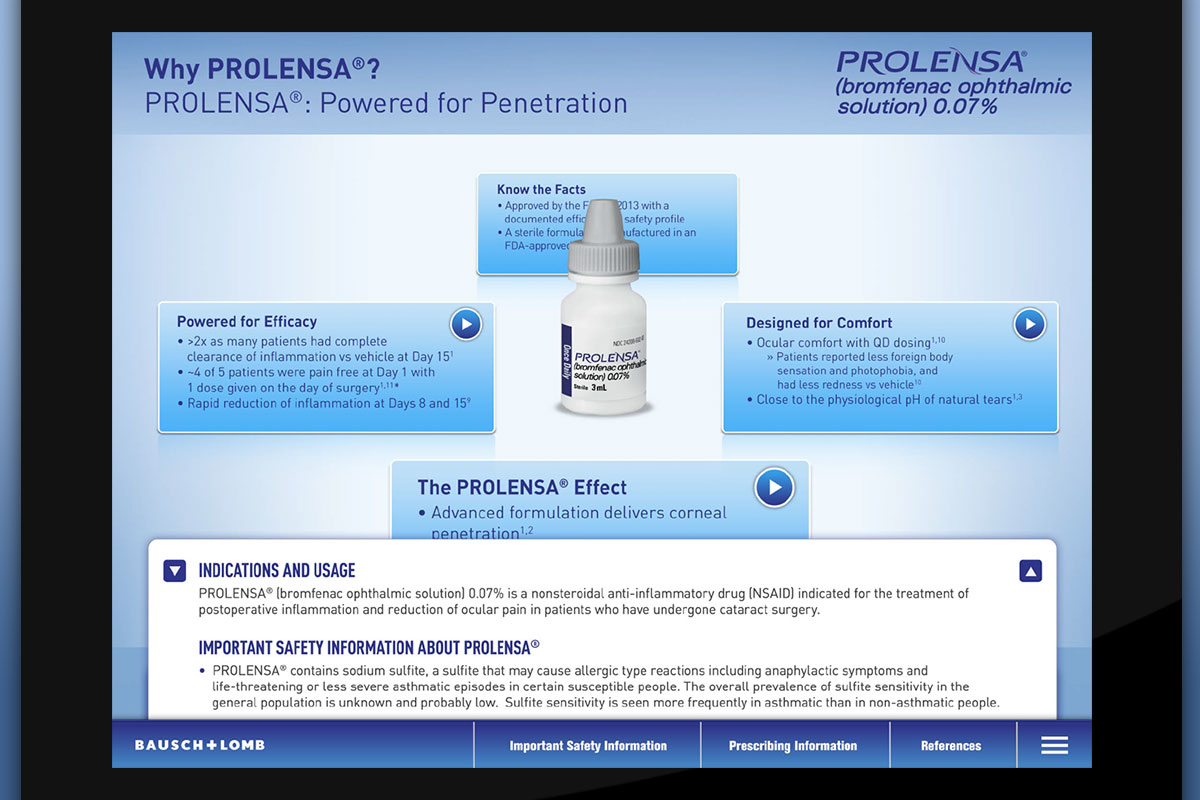 Why PROLENSA®?
PROLENSA®: Powered for Penetration
PROLENSA®
(bromfenac ophthalmic
solution) 0.07%
Know the Facts
• Approved by the 2013 with a
documented safety profile
• A sterile in an
FDA-approved
Powered for Efficacy
• >2x as many patients had complete
clearance of inflammation vs vehicle at Day 15¹
• ~4 of 5 patients were pain free at Day 1 with
1 dose given on the day of surgery¹,¹¹*
• Rapid reduction of inflammation at Days 8 and 15⁹
Once Daily
PROLENSA®
(bromfenac ophthalmic
solution) 0.07%
Sterile 3 mL
Designed for Comfort
• Ocular comfort with QD dosing¹,¹⁰
» Patients reported less foreign body
sensation and photophobia, and
had less redness vs vehicle¹⁰
• Close to the physiological pH of natural tears¹,³
The PROLENSA® Effect
• Advanced formulation delivers corneal
penetration¹,²
INDICATIONS AND USAGE
PROLENSA® (bromfenac ophthalmic solution) 0.07% is a nonsteroidal anti-inflammatory drug (NSAID) indicated for the treatment of
postoperative inflammation and reduction of ocular pain in patients who have undergone cataract surgery.
IMPORTANT SAFETY INFORMATION ABOUT PROLENSA®
• PROLENSA® contains sodium sulfite, a sulfite that may cause allergic type reactions including anaphylactic symptoms and
life-threatening or less severe asthmatic episodes in certain susceptible people. The overall prevalence of sulfite sensitivity in the
general population is unknown and probably low. Sulfite sensitivity is seen more frequently in asthmatic than in non-asthmatic people.
BAUSCH+LOMB
Important Safety Information
Prescribing Information
References